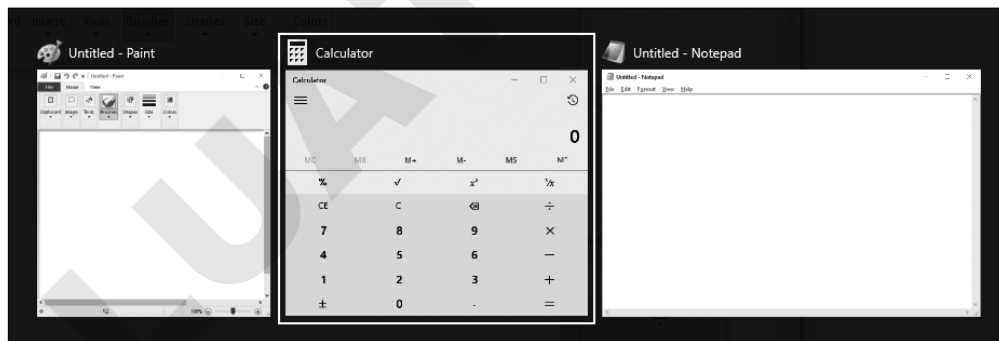 Image Tools Brushes Shapes Size Colors
Untitled - Paint
Calculator
Untitled - Notepad
Untitled - Paint
File Home View
Clipboard Image Tools Brushes Shapes Size Colors
100%
Calculator
0
MC MR M+ M- MS M˅
% √ x² ¹/x
CE C ÷
7 8 9 ×
4 5 6 −
1 2 3 +
± 0 . =
Untitled - Notepad
File Edit Format View Help